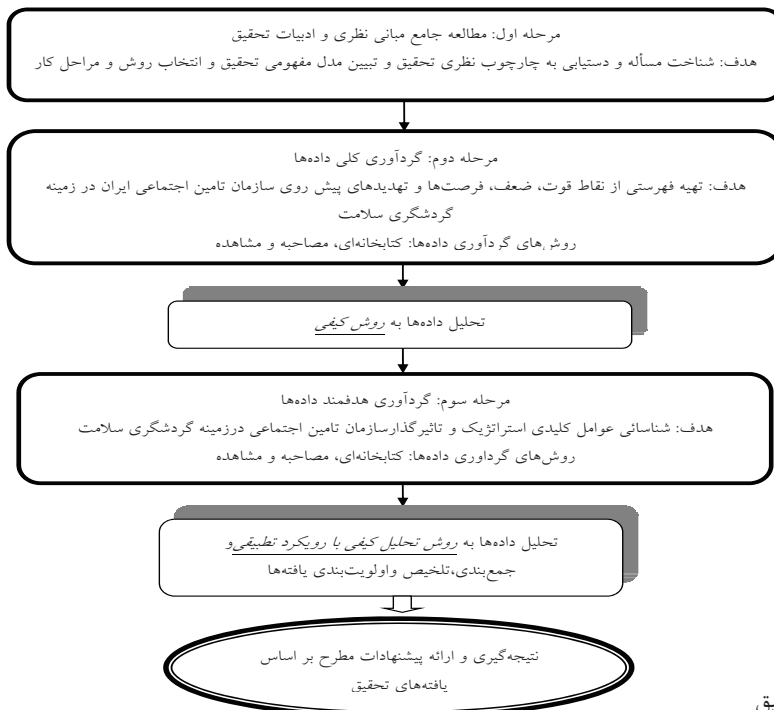 مرحله اول: مطالعه جامع مبانی نظری و ادبیات تحقیق
هدف: شناخت مسأله و دستیابی به چارچوب نظری تحقیق و تبیین مدل مفهومی تحقیق و انتخاب روش و مراحل کار
مرحله دوم: گردآوری کلی داده‌ها
هدف: تهیه فهرستی از نقاط قوت، ضعف، فرصت‌ها و تهدیدهای پیش روی سازمان تامین اجتماعی ایران در زمینه
گردشگری سلامت
روش‌های گردآوری داده‌ها: کتابخانه‌ای، مصاحبه و مشاهده
تحلیل داده‌ها به روش کیفی
مرحله سوم: گردآوری هدفمند داده‌ها
هدف: شناسائی عوامل کلیدی استراتژیک و تاثیرگذارسازمان تامین اجتماعی درزمینه گردشگری سلامت
روش‌های گرداوری داده‌ها: کتابخانه‌ای، مصاحبه و مشاهده
تحلیل داده‌ها به روش تحلیل کیفی با رویکرد تطبیقی و
جمع‌بندی،تلخیص واولویت‌بندی یافته‌ها
نتیجه‌گیری و ارائه پیشنهادات مطرح بر اساس
یافته‌های تحقیق